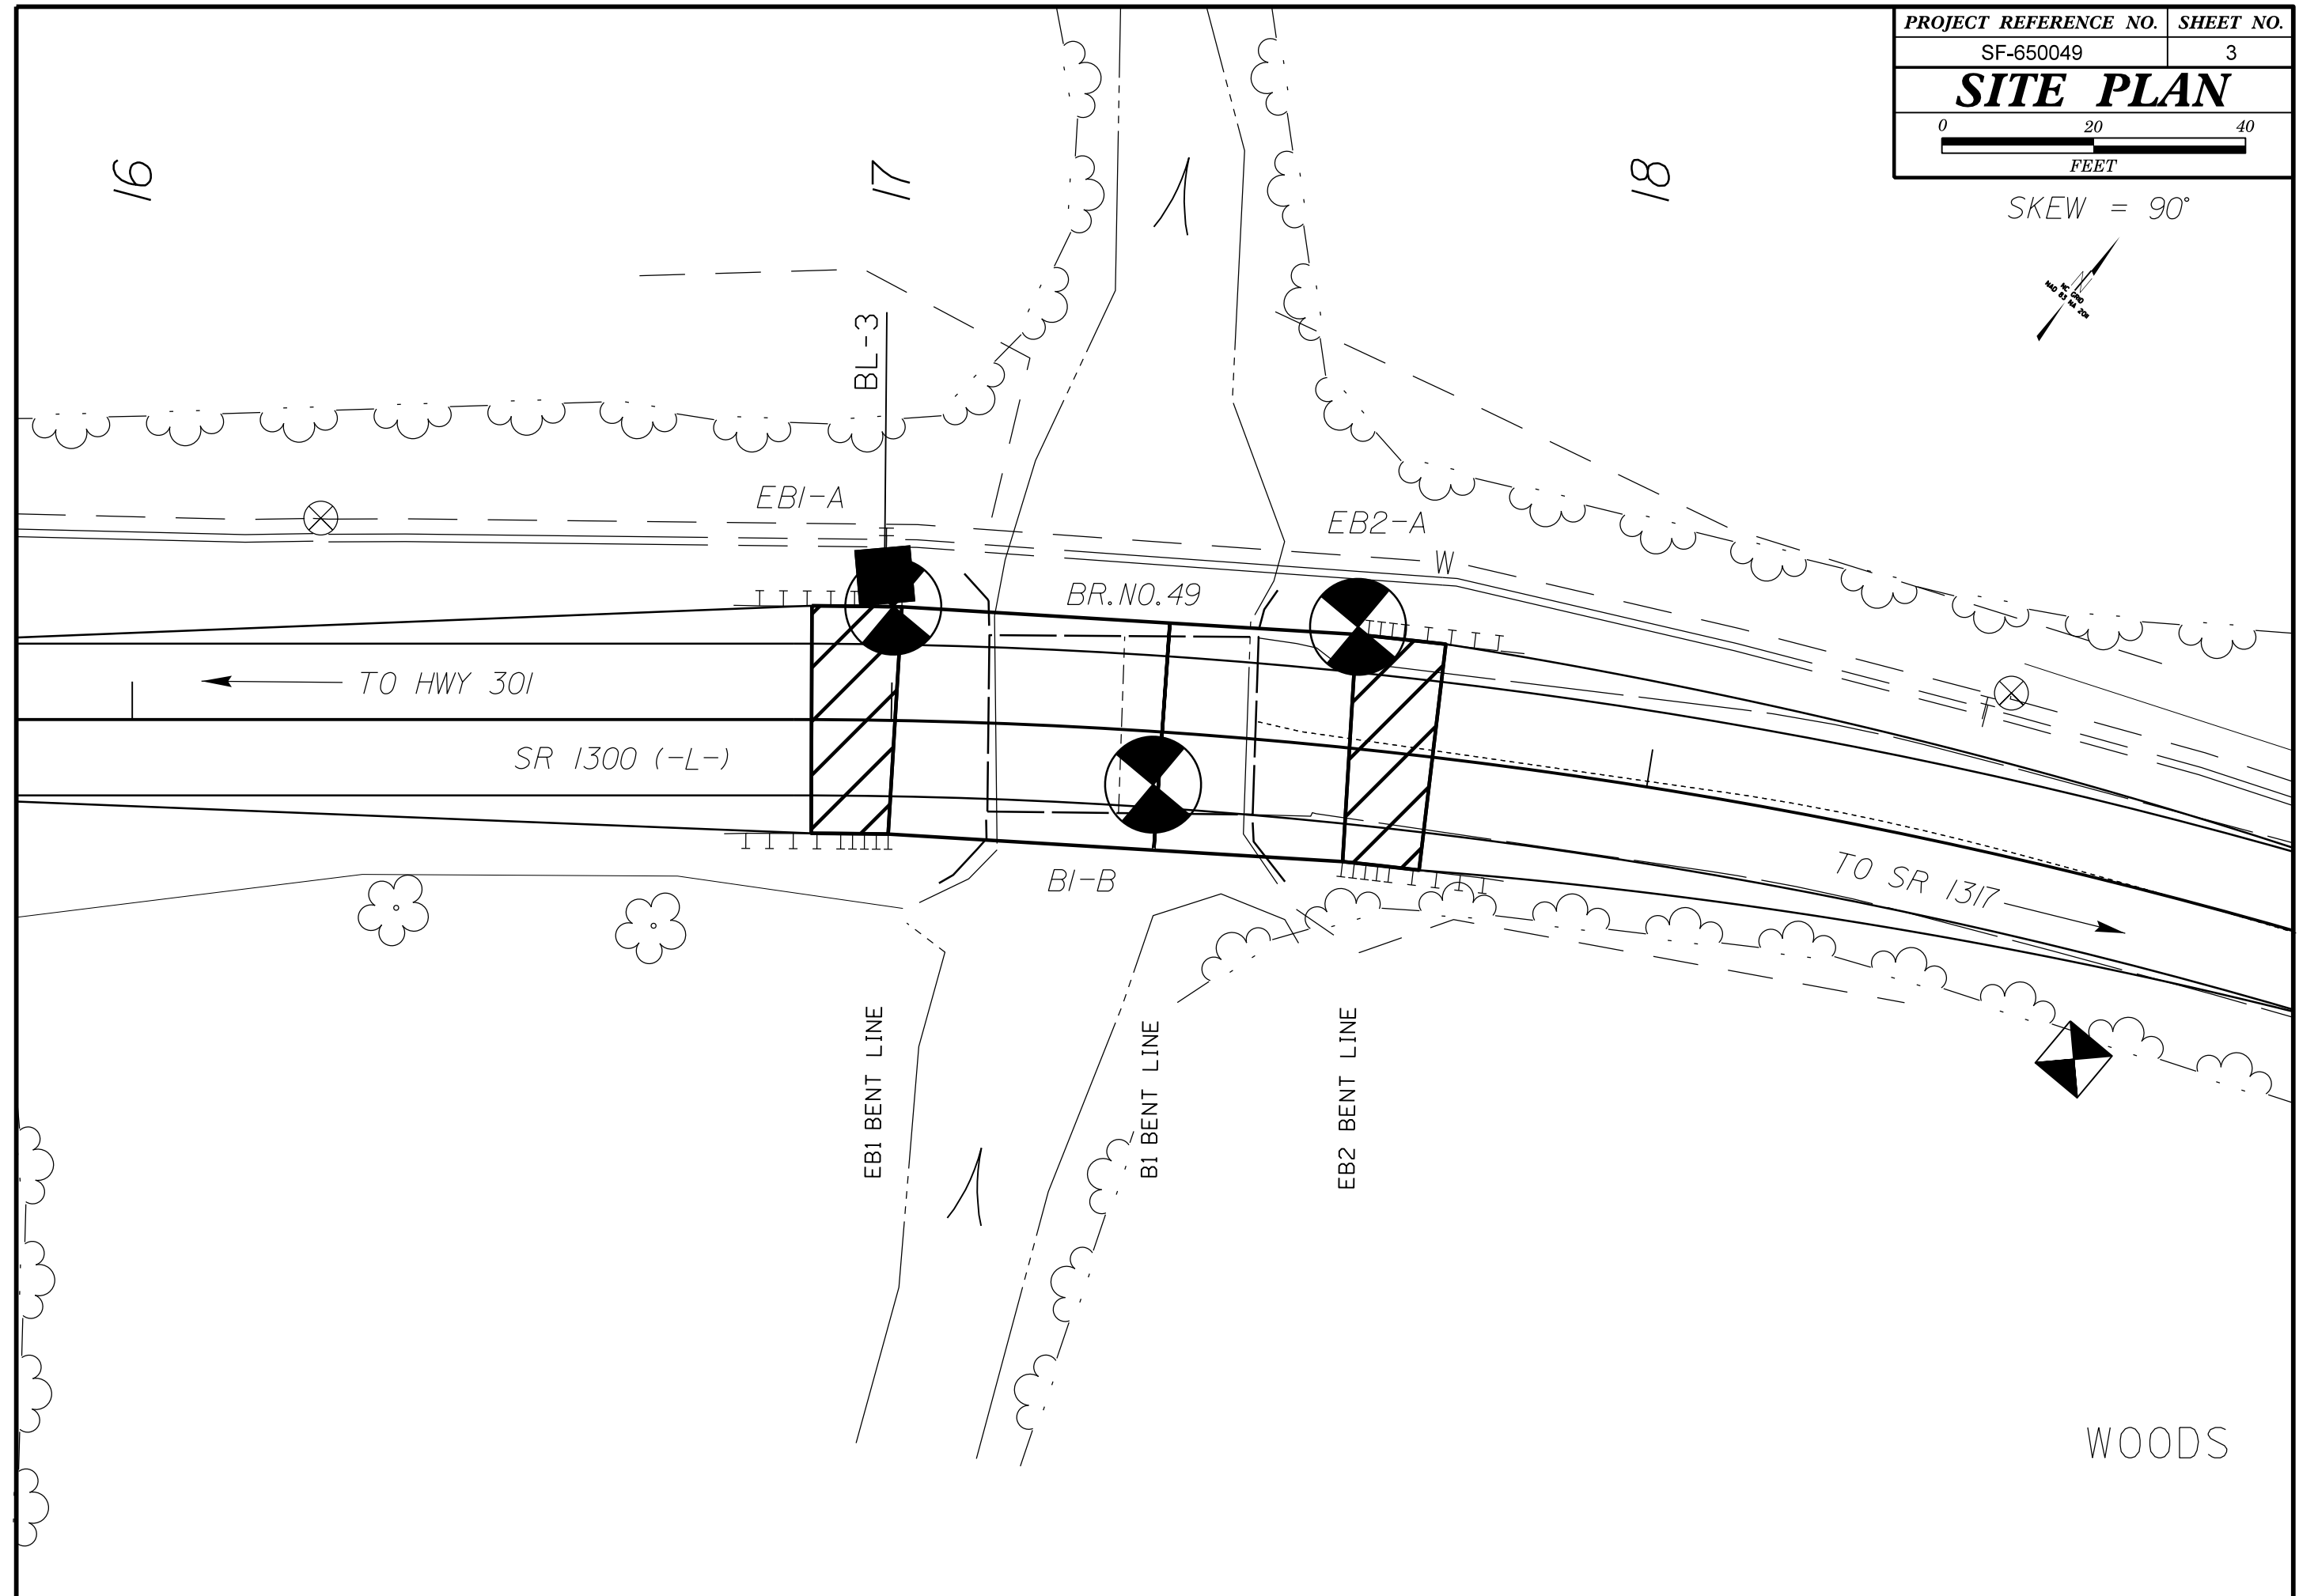 PROJECT REFERENCE NO. SHEET NO.
SF-650049 3
SITE PLAN
0 20 40
FEET
16 17 18
SKEW = 90°
NC GRID
BL-3
EB1-A
EB2-A
W
BR.NO.49
TO HWY 301
SR 1300 (-L-)
TO SR 1317
B1-B
EB1 BENT LINE
B1 BENT LINE
EB2 BENT LINE
WOODS